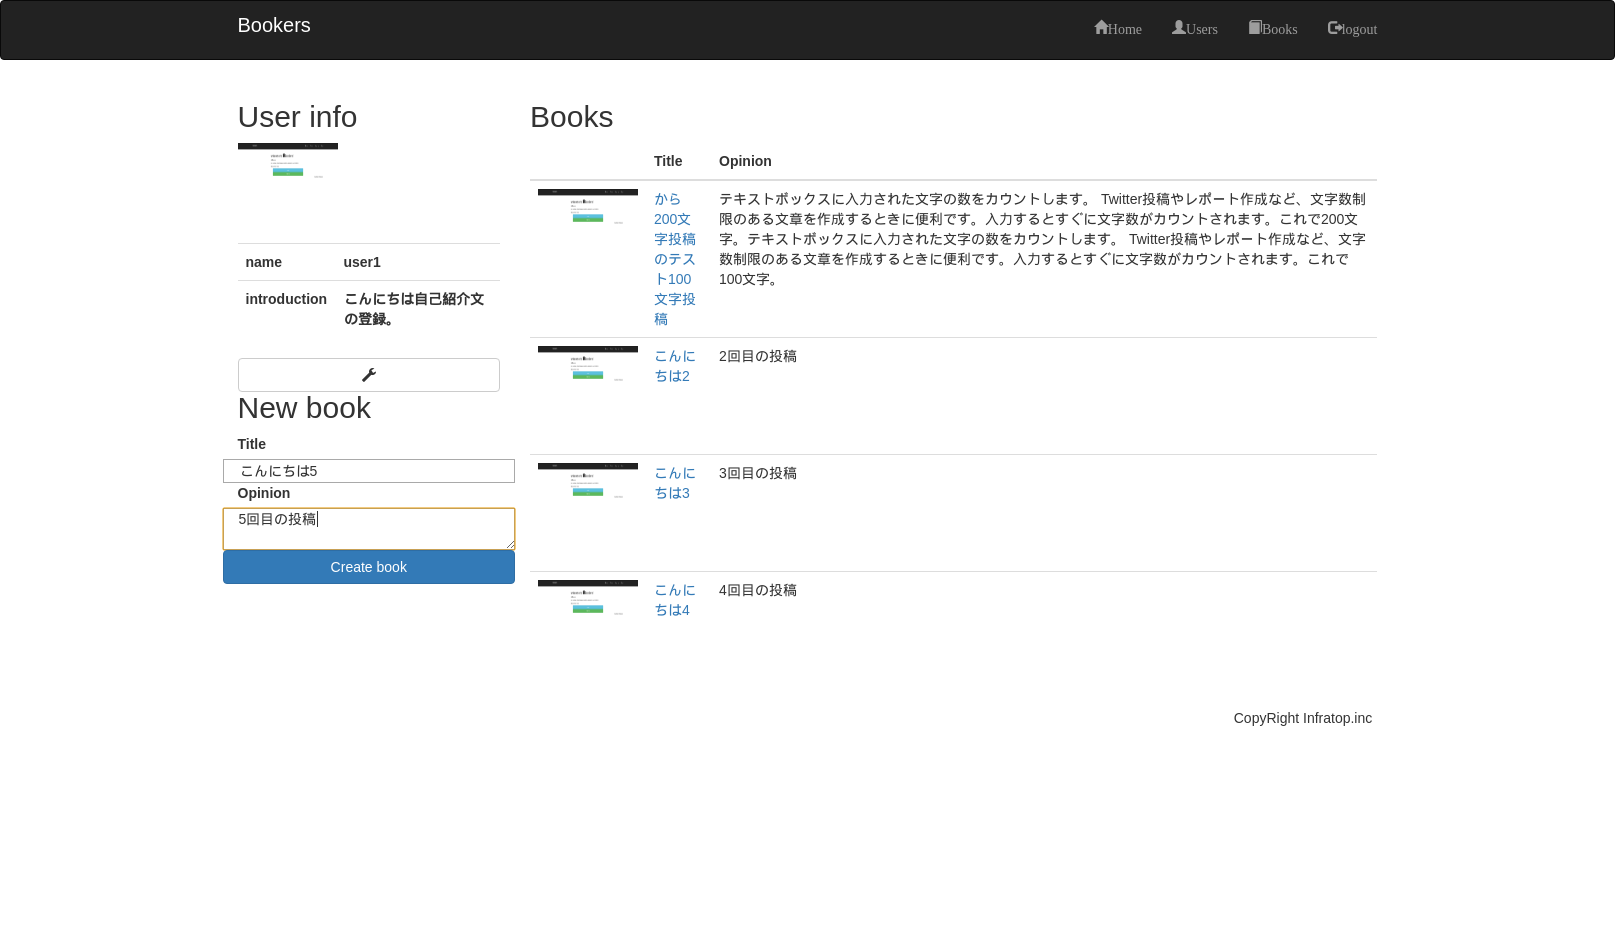 Bookers
Home Users Books logout
User info
name user1
introduction こんにちは自己紹介文
の登録。
New book
Title
こんにちは5
Opinion
5回目の投稿
Create book
Books
Title Opinion
から
200文
字投稿
のテス
ト100
文字投
稿
テキストボックスに入力された文字の数をカウントします。 Twitter投稿やレポート作成など、文字数制
限のある文章を作成するときに便利です。入力するとすぐに文字数がカウントされます。これで200文
字。テキストボックスに入力された文字の数をカウントします。 Twitter投稿やレポート作成など、文字
数制限のある文章を作成するときに便利です。入力するとすぐに文字数がカウントされます。これで
100文字。
こんに
ちは2
2回目の投稿
こんに
ちは3
3回目の投稿
こんに
ちは4
4回目の投稿
CopyRight Infratop.inc